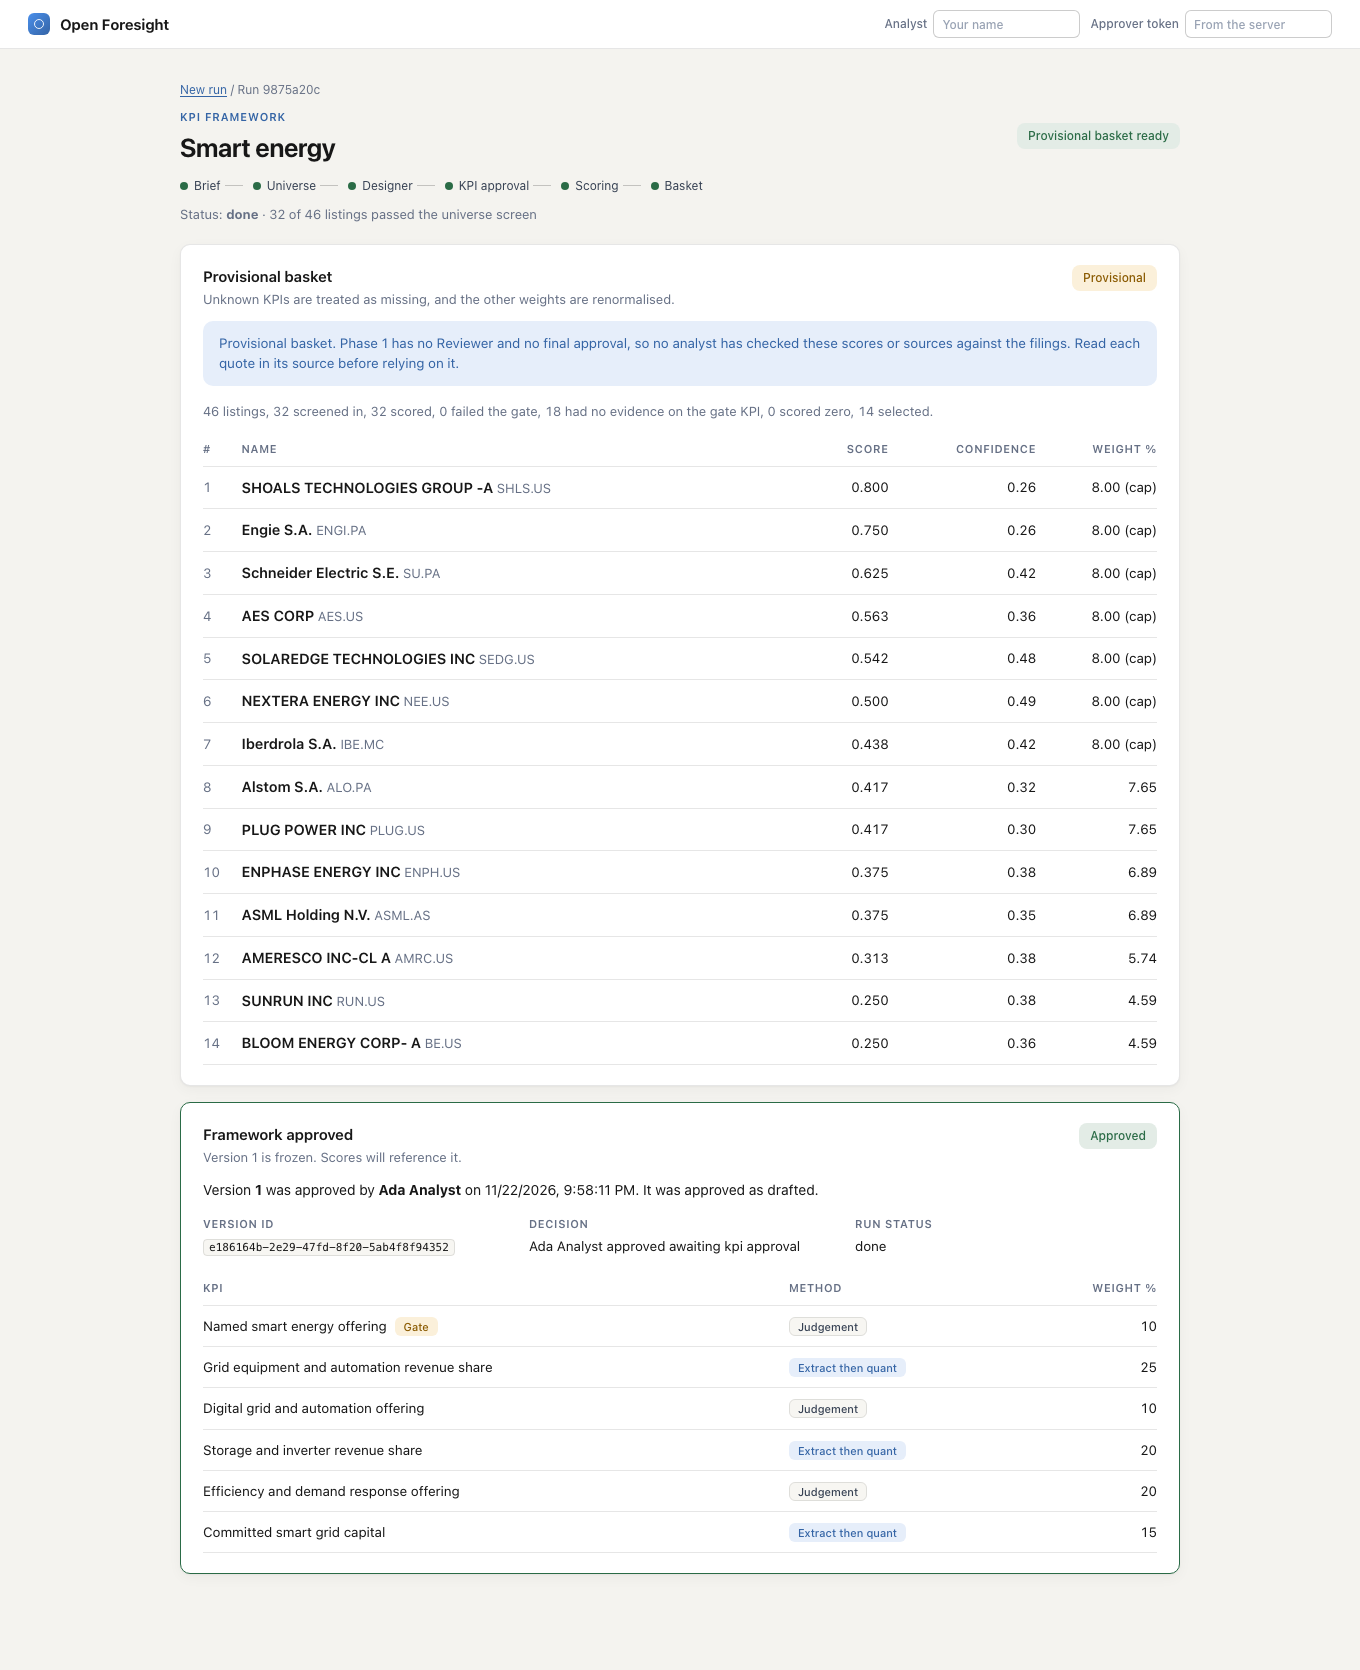 Open Foresight
Analyst Your name Approver token From the server
New run / Run 9875a20c
KPI FRAMEWORK
Smart energy
Provisional basket ready
Brief Universe Designer KPI approval Scoring Basket
Status: done · 32 of 46 listings passed the universe screen
Provisional basket
Provisional
Unknown KPIs are treated as missing, and the other weights are renormalised.
Provisional basket. Phase 1 has no Reviewer and no final approval, so no analyst has checked these scores or sources against the filings. Read each
quote in its source before relying on it.
46 listings, 32 screened in, 32 scored, 0 failed the gate, 18 had no evidence on the gate KPI, 0 scored zero, 14 selected.
# NAME SCORE CONFIDENCE WEIGHT %
1 SHOALS TECHNOLOGIES GROUP -A SHLS.US 0.800 0.26 8.00 (cap)
2 Engie S.A. ENGI.PA 0.750 0.26 8.00 (cap)
3 Schneider Electric S.E. SU.PA 0.625 0.42 8.00 (cap)
4 AES CORP AES.US 0.563 0.36 8.00 (cap)
5 SOLAREDGE TECHNOLOGIES INC SEDG.US 0.542 0.48 8.00 (cap)
6 NEXTERA ENERGY INC NEE.US 0.500 0.49 8.00 (cap)
7 Iberdrola S.A. IBE.MC 0.438 0.42 8.00 (cap)
8 Alstom S.A. ALO.PA 0.417 0.32 7.65
9 PLUG POWER INC PLUG.US 0.417 0.30 7.65
10 ENPHASE ENERGY INC ENPH.US 0.375 0.38 6.89
11 ASML Holding N.V. ASML.AS 0.375 0.35 6.89
12 AMERESCO INC-CL A AMRC.US 0.313 0.38 5.74
13 SUNRUN INC RUN.US 0.250 0.38 4.59
14 BLOOM ENERGY CORP- A BE.US 0.250 0.36 4.59
Framework approved
Approved
Version 1 is frozen. Scores will reference it.
Version 1 was approved by Ada Analyst on 11/22/2026, 9:58:11 PM. It was approved as drafted.
VERSION ID DECISION RUN STATUS
e186164b-2e29-47fd-8f20-5ab4f8f94352 Ada Analyst approved awaiting kpi approval done
KPI METHOD WEIGHT %
Named smart energy offering Gate Judgement 10
Grid equipment and automation revenue share Extract then quant 25
Digital grid and automation offering Judgement 10
Storage and inverter revenue share Extract then quant 20
Efficiency and demand response offering Judgement 20
Committed smart grid capital Extract then quant 15